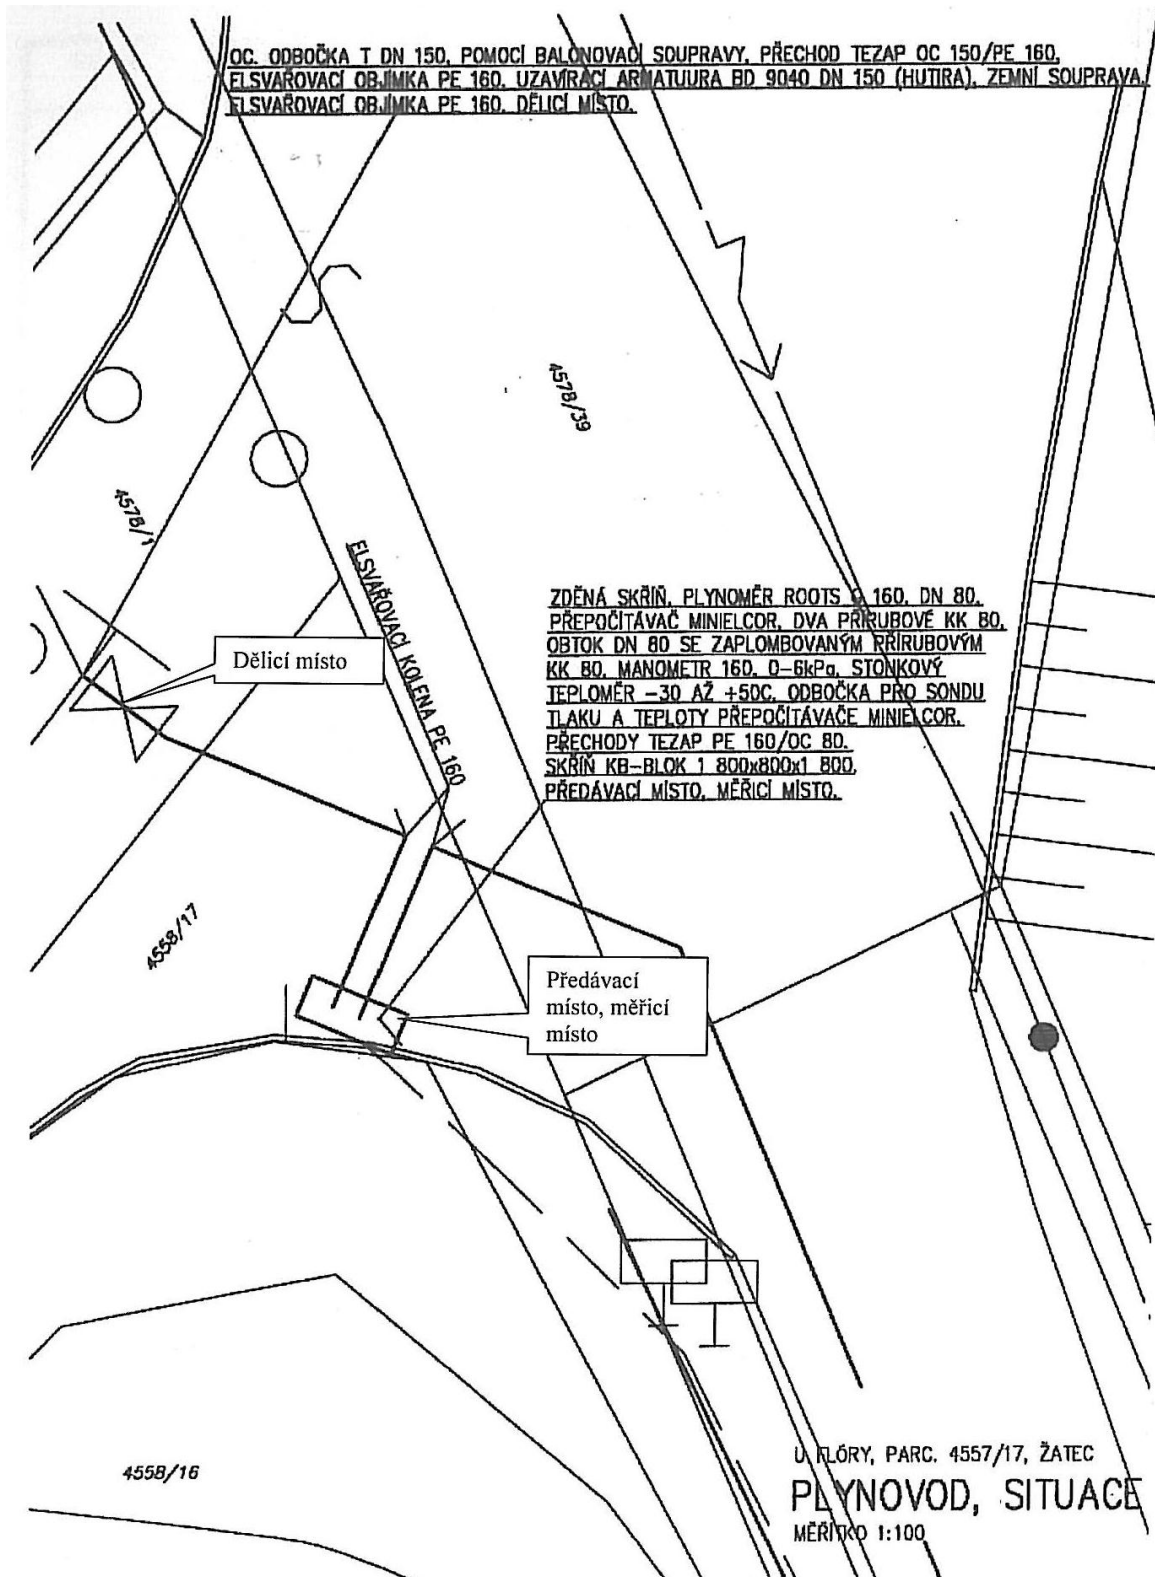 OC. ODBOČKA T DN 150, POMOCÍ BALONOVACÍ SOUPRAVY, PŘECHOD TEZAP OC 150/PE 160,
ELSVAŘOVACÍ OBJÍMKA PE 160, UZAVÍRACÍ ARMATUURA BD 9040 DN 150 (HUTIRA), ZEMNÍ SOUPRAVA,
ELSVAŘOVACÍ OBJÍMKA PE 160, DĚLICÍ MÍSTO.
4578/39
4578/1
ELSVAŘOVACÍ KOLENA PE 160
ZDĚNÁ SKŘÍŇ, PLYNOMĚR ROOTS G 160, DN 80,
PŘEPOČÍTÁVAČ MINIELCOR, DVA PŘÍRUBOVÉ KK 80,
OBTOK DN 80 SE ZAPLOMBOVANÝM PŘÍRUBOVÝM
KK 80, MANOMETR 160, 0-6kPa, STONKOVÝ
TEPLOMĚR -30 AŽ +50C, ODBOČKA PRO SONDU
TLAKU A TEPLOTY PŘEPOČÍTÁVAČE MINIELCOR,
PŘECHODY TEZAP PE 160/OC 80.
SKŘÍŇ KB-BLOK 1 800x800x1 800,
PŘEDÁVACÍ MÍSTO, MĚŘICÍ MÍSTO.
Dělicí místo
4558/17
Předávací
místo, měřicí
místo
4558/16
U FLÓRY, PARC. 4557/17, ŽATEC
PLYNOVOD, SITUACE
MĚŘÍTKO 1:100